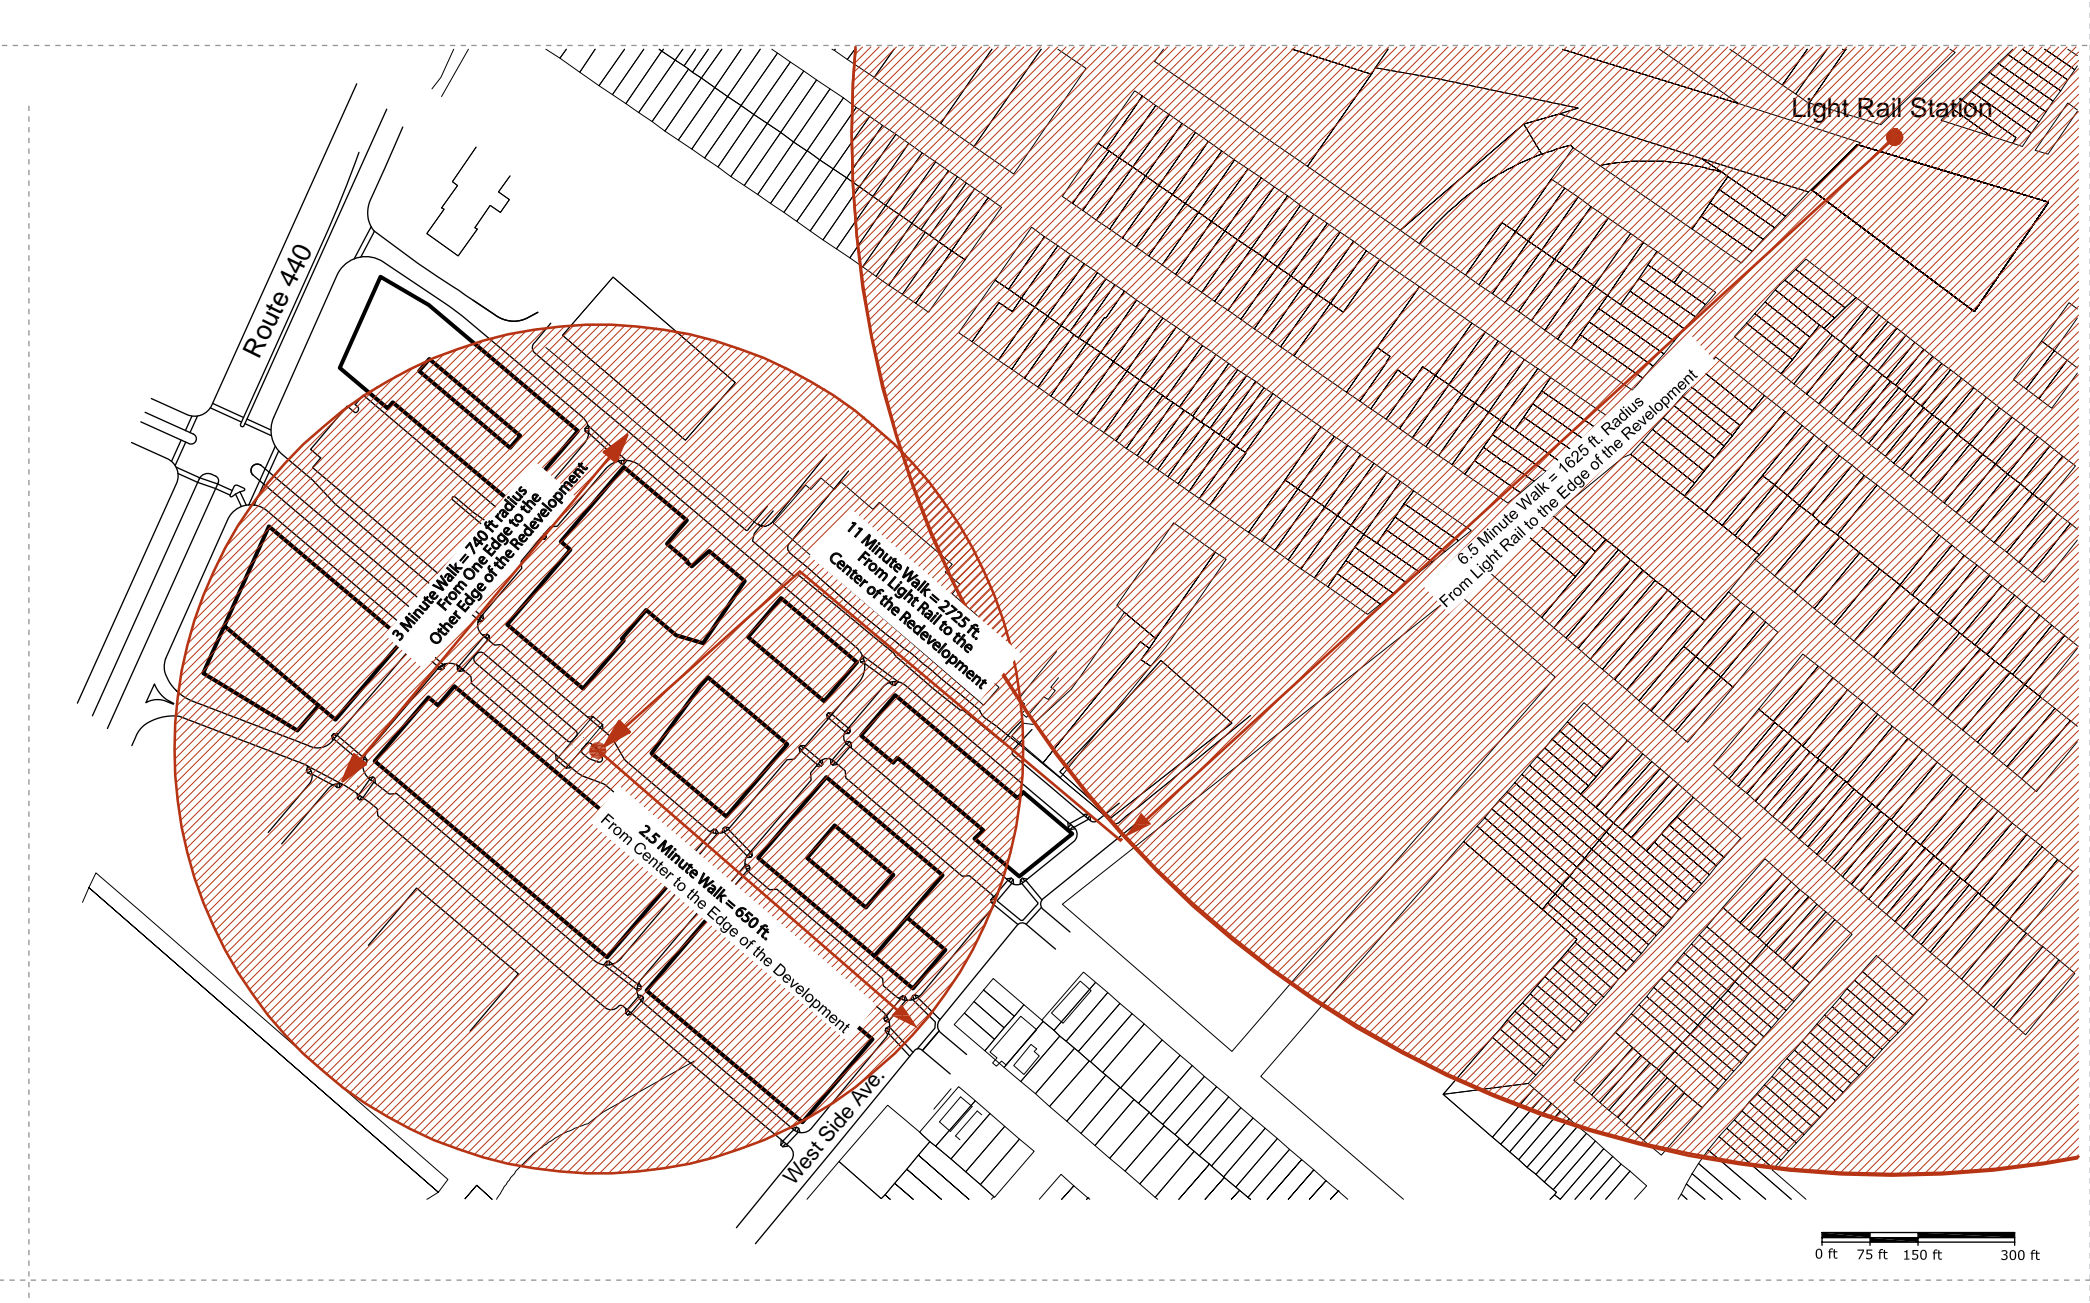 Light Rail Station
Route 440
3 Minute Walk = 740 ft radius
From One Edge to the
Other Edge of the Redevelopment
11 Minute Walk = 2725 ft.
From Light Rail to the
Center of the Redevelopment
6.5 Minute Walk = 1625 ft. Radius
From Light Rail to the Edge of the Revelopment
2.5 Minute Walk = 650 ft.
From Center to the Edge of the Development
West Side Ave.
0 ft 75 ft 150 ft 300 ft